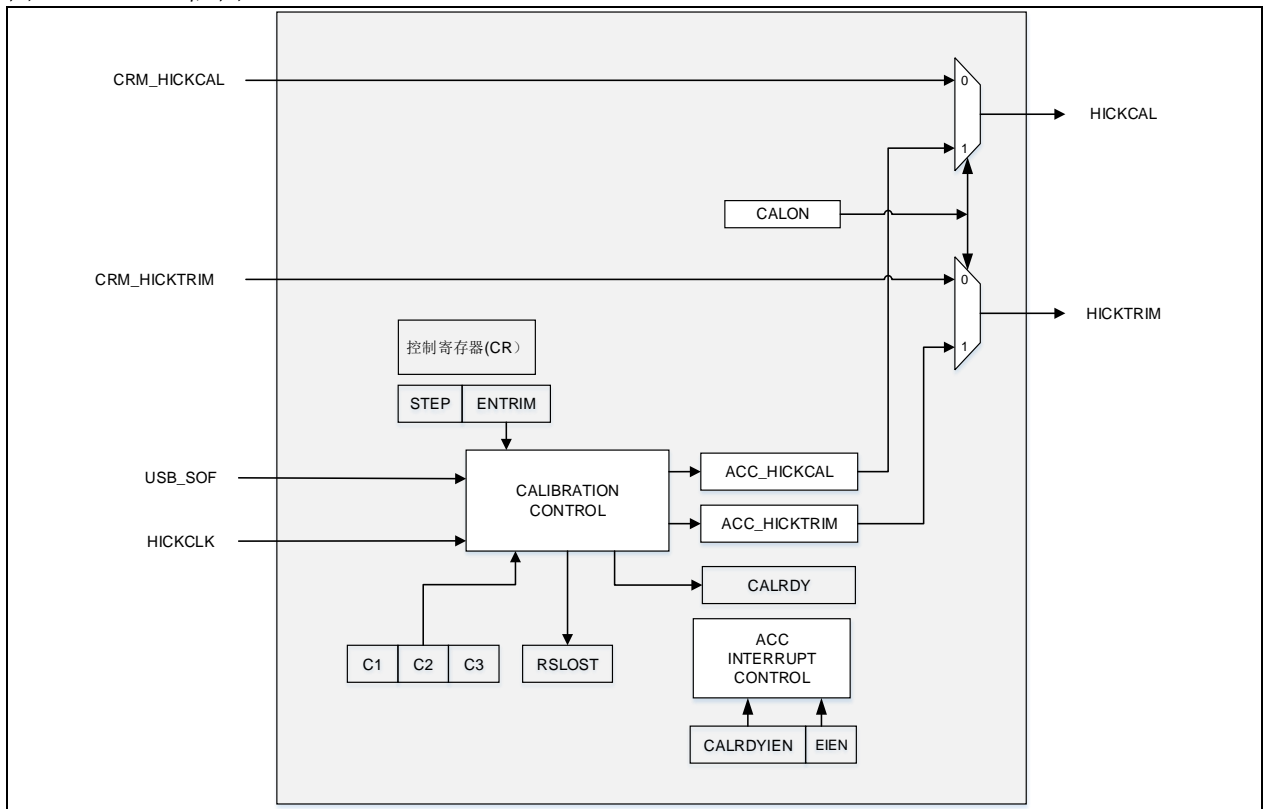 CRM_HICKCAL
0
HICKCAL
1
CALON
CRM_HICKTRIM
0
HICKTRIM
控制寄存器(CR）
1
STEP ENTRIM
USB_SOF
CALIBRATION
CONTROL
ACC_HICKCAL
ACC_HICKTRIM
HICKCLK
CALRDY
C1 C2 C3
RSLOST
ACC
INTERRUPT
CONTROL
CALRDYIEN EIEN